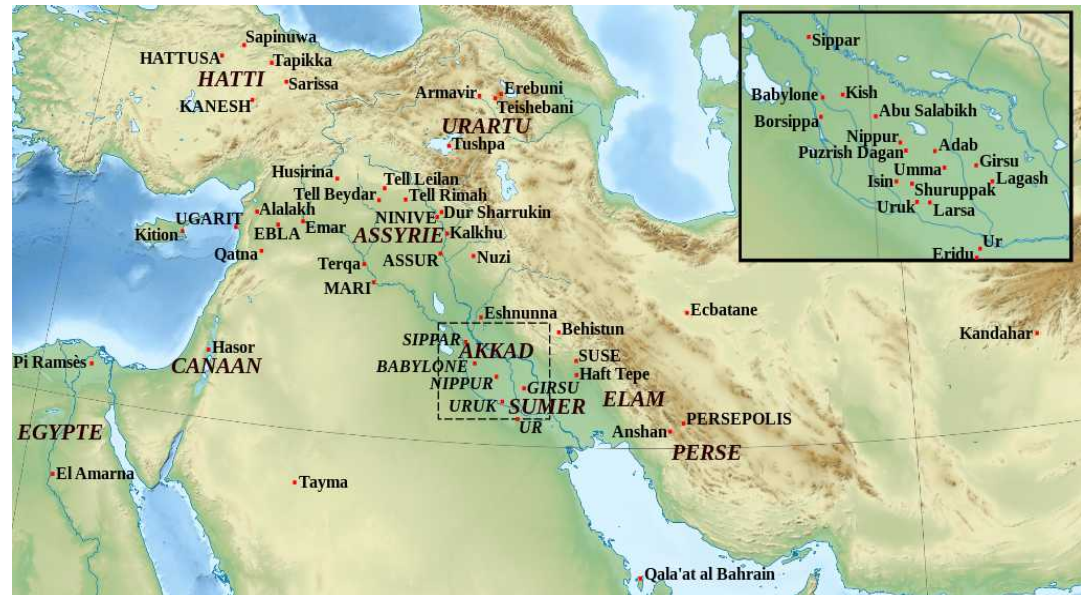 Sapinuwa
HATTUSA
Tapikka
HATTI
Sarissa
KANESH
Armavir
Erebuni
Teishebani
URARTU
Tushpa
Husirina
Tell Leilan
Tell Beydar
Tell Rimah
Alalakh
NINIVE
Dur Sharrukin
UGARIT
Kition
EBLA
Emar
ASSYRIE
Kalkhu
Qatna
Terqa
ASSUR
Nuzi
MARI
Eshnunna
Ecbatane
Behistun
Kandahar
SIPPAR
AKKAD
Hasor
Pi Ramsès
CANAAN
BABYLONE
SUSE
NIPPUR
Haft Tepe
GIRSU
ELAM
URUK
SUMER
UR
PERSEPOLIS
Anshan
EGYPTE
PERSE
El Amarna
Tayma
Qala'at al Bahrain
Sippar
Babylone
Kish
Borsippa
Abu Salabikh
Nippur
Adab
Puzrish Dagan
Girsu
Umma
Isin
Lagash
Shuruppak
Uruk
Larsa
Ur
Eridu